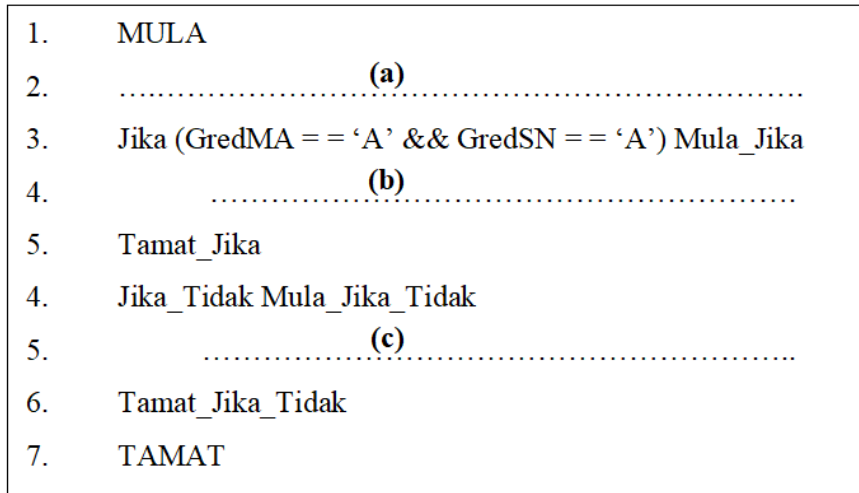 1. MULA
2. ….……………………(a)…………………………………….
3. Jika (GredMA = = ‘A’ && GredSN = = ‘A’) Mula_Jika
4. ………………(b)………………………………….
5. Tamat_Jika
4. Jika_Tidak Mula_Jika_Tidak
5. ………………(c)…………………………………..
6. Tamat_Jika_Tidak
7. TAMAT